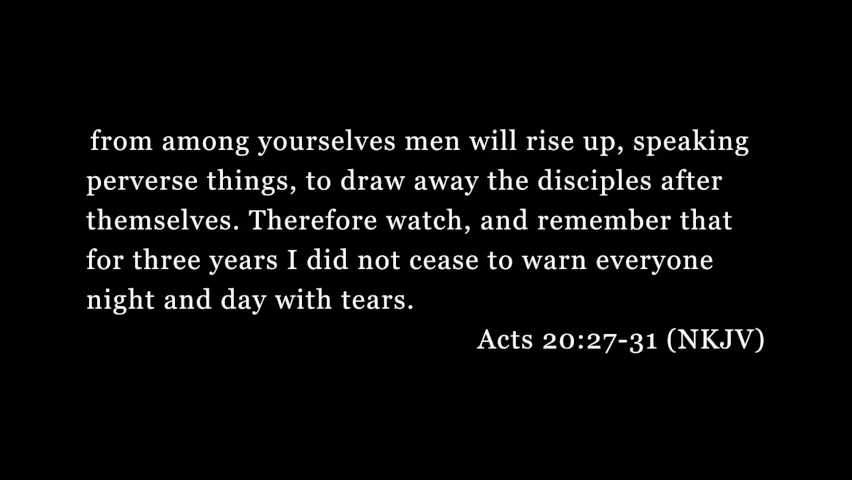 from among yourselves men will rise up, speaking
perverse things, to draw away the disciples after
themselves. Therefore watch, and remember that
for three years I did not cease to warn everyone
night and day with tears.
Acts 20:27-31 (NKJV)